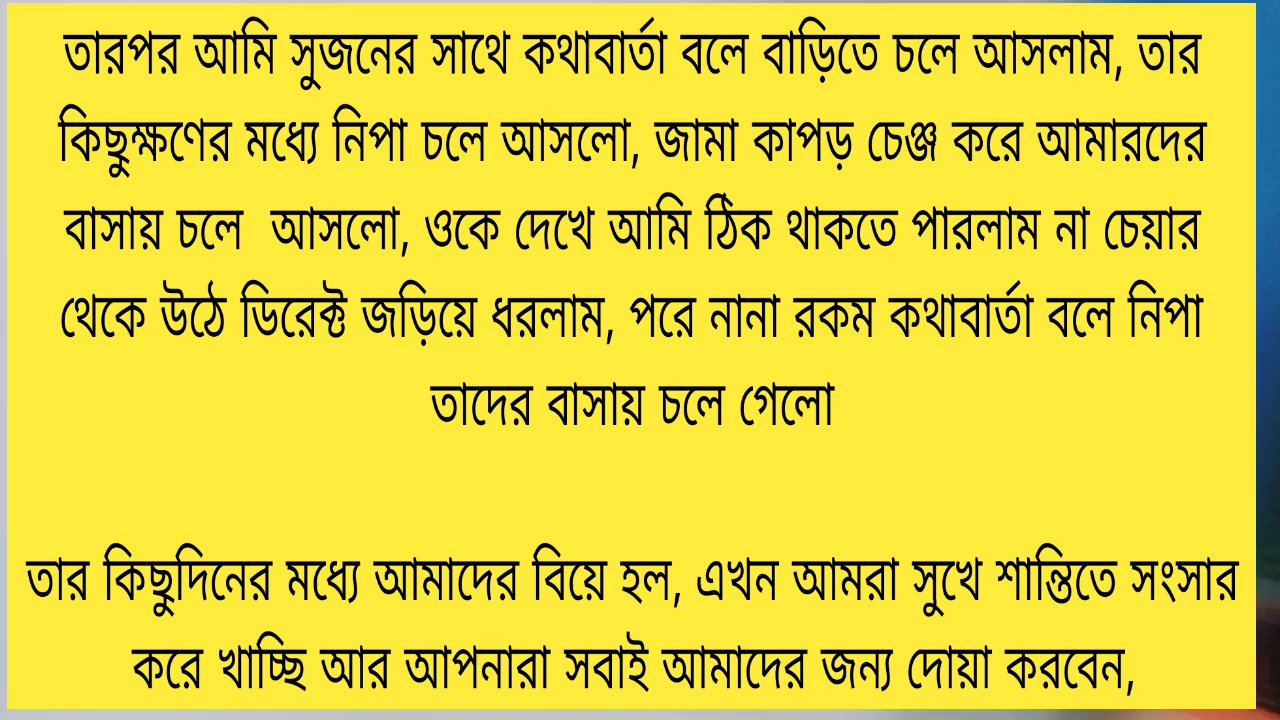 তারপর আমি সুজনের সাথে কথাবার্তা বলে বাড়িতে চলে আসলাম, তার
কিছুক্ষণের মধ্যে নিপা চলে আসলো, জামা কাপড় চেঞ্জ করে আমারদের
বাসায় চলে  আসলো, ওকে দেখে আমি ঠিক থাকতে পারলাম না চেয়ার
থেকে উঠে ডিরেক্ট জড়িয়ে ধরলাম, পরে নানা রকম কথাবার্তা বলে নিপা
তাদের বাসায় চলে গেলো
তার কিছুদিনের মধ্যে আমাদের বিয়ে হল, এখন আমরা সুখে শান্তিতে সংসার
করে খাচ্ছি আর আপনারা সবাই আমাদের জন্য দোয়া করবেন,